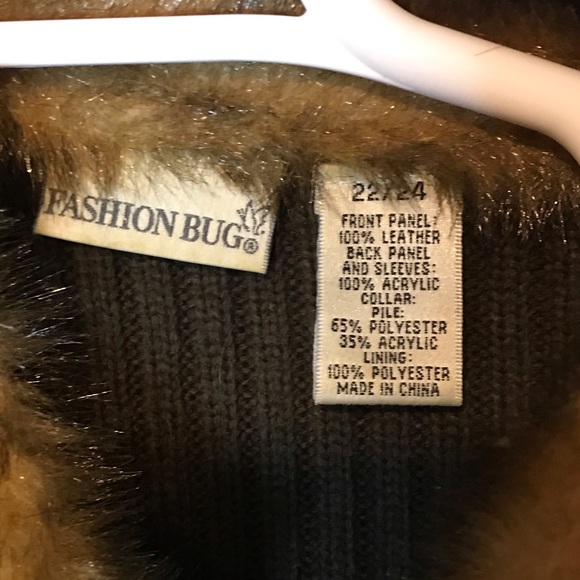 FASHION BUG®
22/24
FRONT PANEL:
100% LEATHER
BACK PANEL
AND SLEEVES:
100% ACRYLIC
COLLAR:
PILE:
65% POLYESTER
35% ACRYLIC
LINING:
100% POLYESTER
MADE IN CHINA